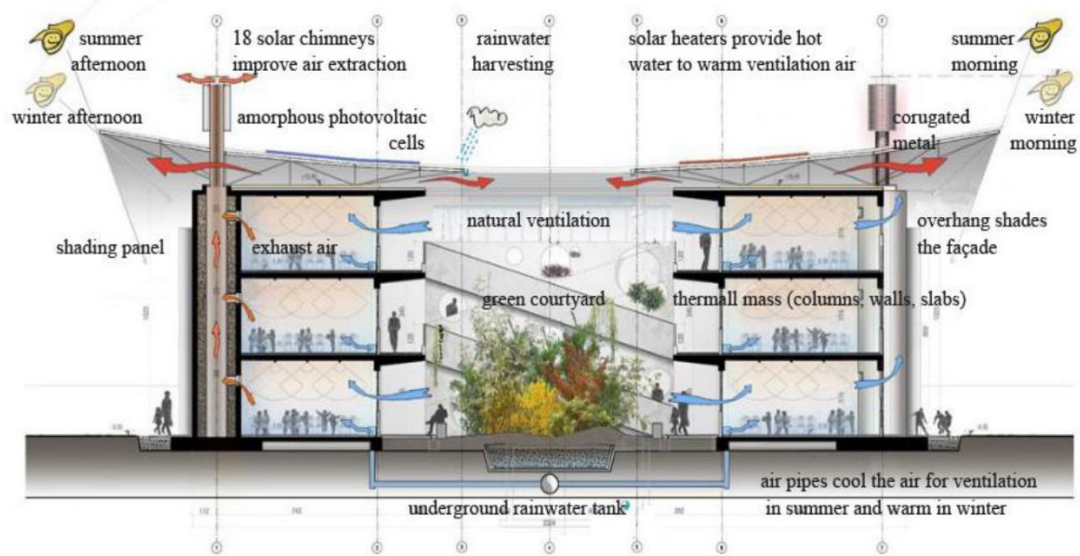 summer
afternoon
18 solar chimneys
improve air extraction
rainwater
harvesting
solar heaters provide hot
water to warm ventilation air
summer
morning
winter afternoon
amorphous photovoltaic
cells
corugated
metal
winter
morning
shading panel
exhaust air
natural ventilation
overhang shades
the façade
green courtyard
thermall mass (columns, walls, slabs)
air pipes cool the air for ventilation
in summer and warm in winter
underground rainwater tank